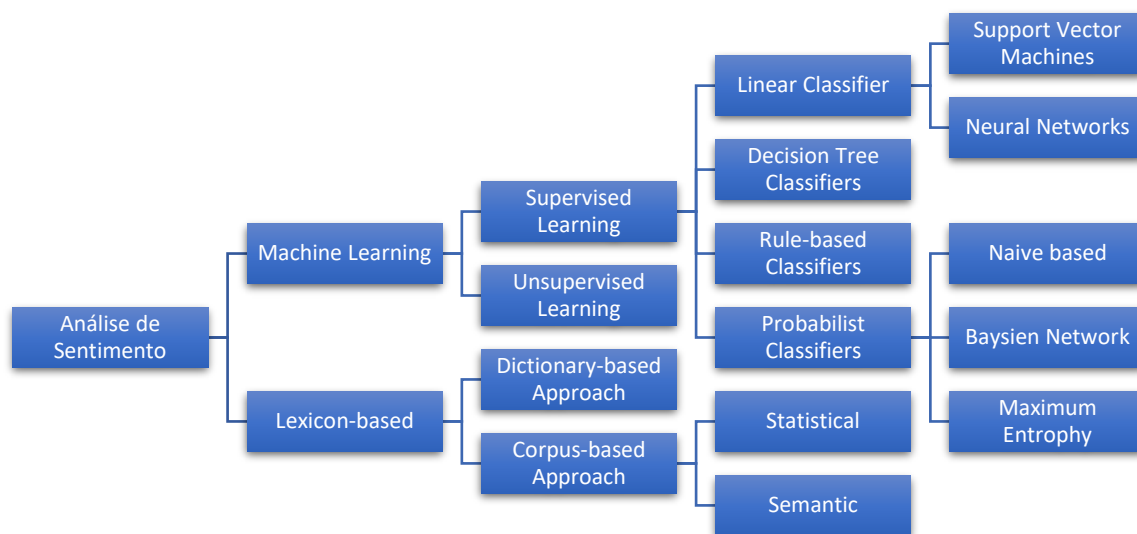 Análise de
Sentimento
Machine Learning
Supervised
Learning
Linear Classifier
Support Vector
Machines
Neural Networks
Decision Tree
Classifiers
Rule-based
Classifiers
Probabilist
Classifiers
Naive based
Baysien Network
Maximum
Entrophy
Unsupervised
Learning
Lexicon-based
Dictionary-based
Approach
Corpus-based
Approach
Statistical
Semantic